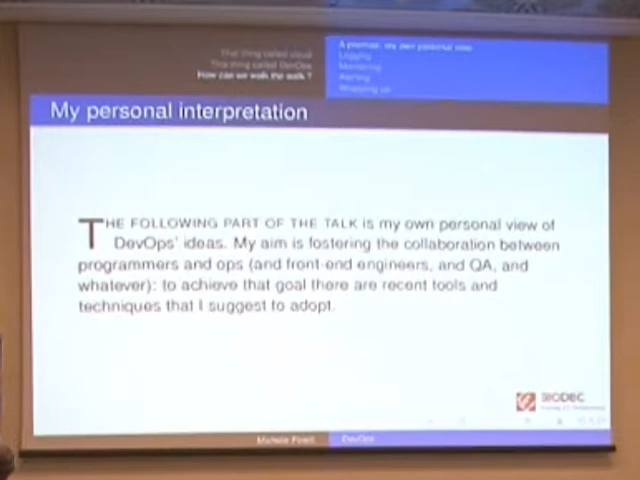 This thing called cloud
This thing called DevOps
How can we walk the walk ?
A premise: my own personal view
Logging
Monitoring
Alerting
Wrapping up
My personal interpretation
THE FOLLOWING PART OF THE TALK is my own personal view of
DevOps' ideas. My aim is fostering the collaboration between
programmers and ops (and front-end engineers, and QA, and
whatever): to achieve that goal there are recent tools and
techniques that I suggest to adopt.
BIODEC
Michele
DevOps